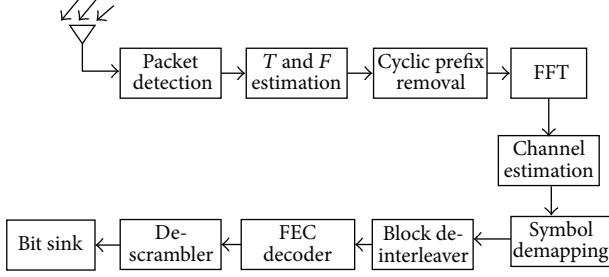 Packet
detection
T and F
estimation
Cyclic prefix
removal
FFT
Channel
estimation
Symbol
demapping
Block de-
interleaver
FEC
decoder
De-
scrambler
Bit sink